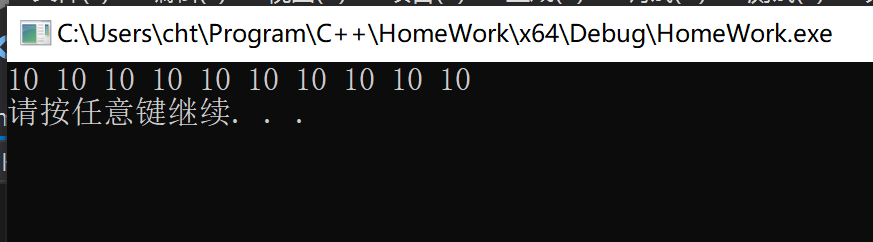 C:\Users\cht\Program\C++\HomeWork\x64\Debug\HomeWork.exe
10 10 10 10 10 10 10 10 10 10
请按任意键继续. . .